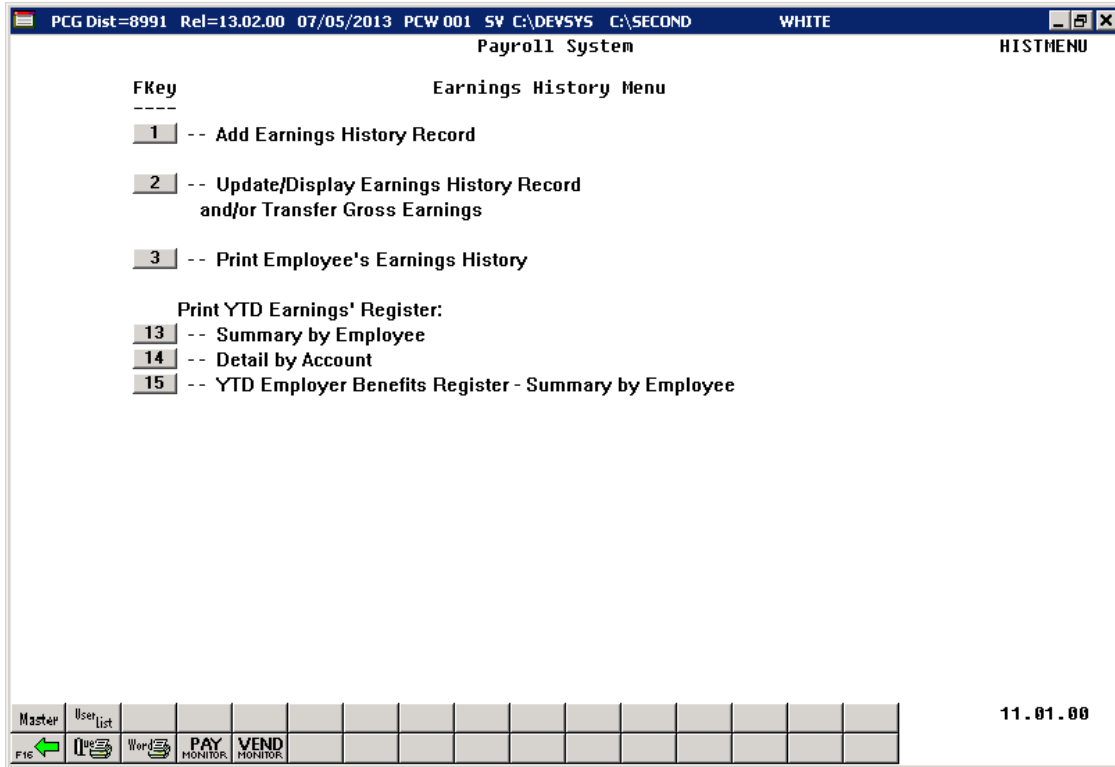 PCG Dist=8991 Rel=13.02.00 07/05/2013 PCW 001 SV C:\DEVSYS C:\SECOND WHITE
Payroll System HISTMENU
FKey Earnings History Menu
----
1 -- Add Earnings History Record
2 -- Update/Display Earnings History Record
and/or Transfer Gross Earnings
3 -- Print Employee's Earnings History
Print YTD Earnings' Register:
13 -- Summary by Employee
14 -- Detail by Account
15 -- YTD Employer Benefits Register - Summary by Employee
Master User List 11.01.00
F16 Que Word PAY MONITOR VEND MONITOR